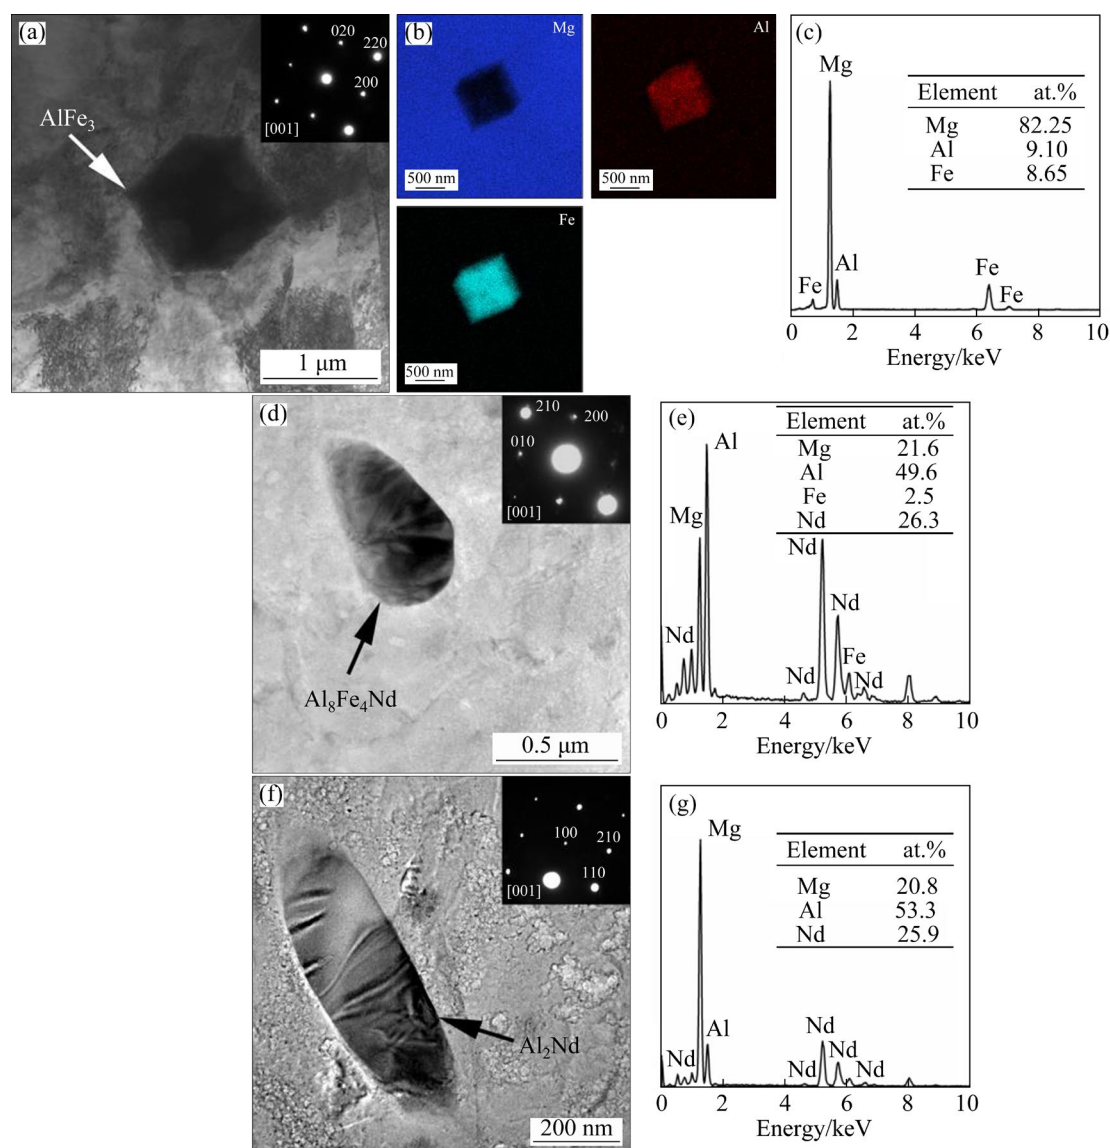 (a)
020
220
200
[001]
AlFe₃
1 μm
(b)
Mg
500 nm
Al
500 nm
Fe
500 nm
(c)
Mg
Element at.%
Mg 82.25
Al 9.10
Fe 8.65
Fe
Al
Fe
Fe
0 2 4 6 8 10
Energy/keV
(d)
210
200
010
[001]
Al₈Fe₄Nd
0.5 μm
(e)
Element at.%
Mg 21.6
Al 49.6
Fe 2.5
Nd 26.3
Al
Mg
Nd
Nd
Nd
Fe
Nd
Nd
0 2 4 6 8 10
Energy/keV
(f)
100
210
110
[001]
Al₂Nd
200 nm
(g)
Mg
Element at.%
Mg 20.8
Al 53.3
Nd 25.9
Nd
Al
Nd
Nd
Nd
Nd
0 2 4 6 8 10
Energy/keV